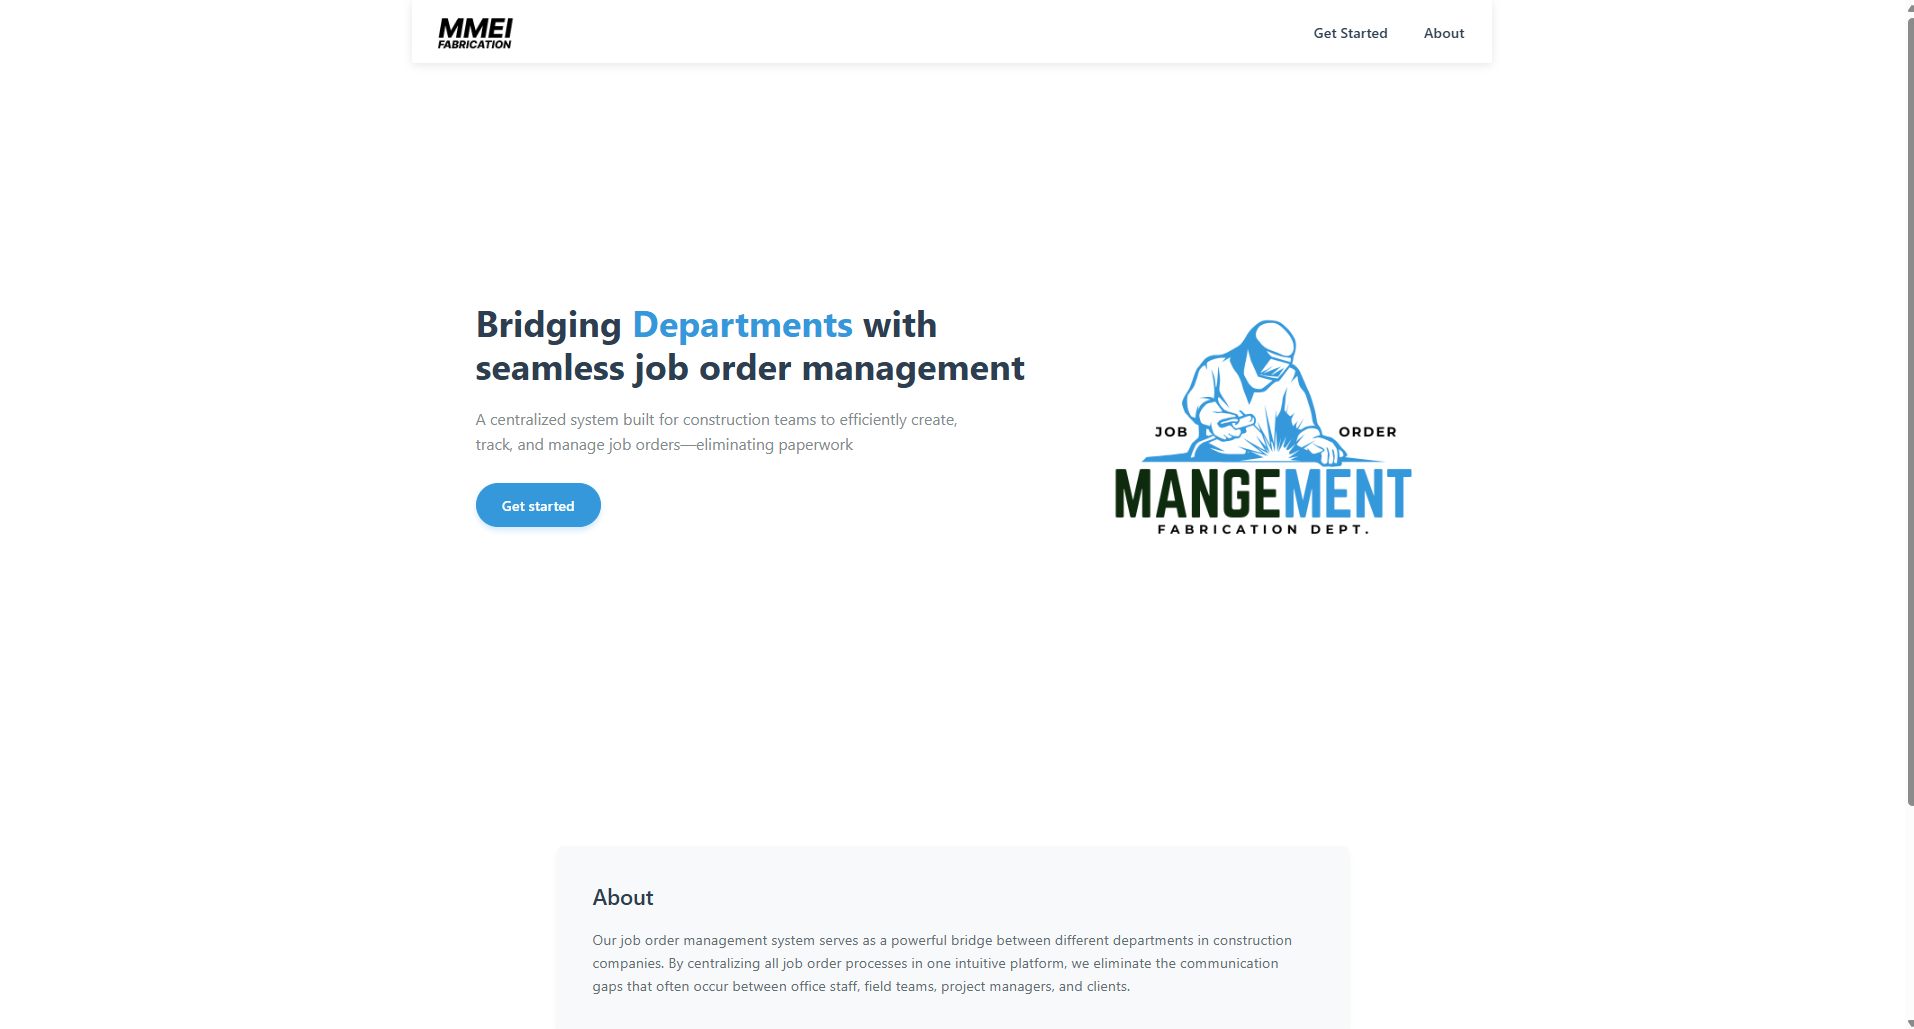 MMEI
FABRICATION
Get Started
About
Bridging Departments with
seamless job order management
A centralized system built for construction teams to efficiently create,
track, and manage job orders—eliminating paperwork
Get started
JOB ORDER
MANGEMENT
FABRICATION DEPT.
About
Our job order management system serves as a powerful bridge between different departments in construction
companies. By centralizing all job order processes in one intuitive platform, we eliminate the communication
gaps that often occur between office staff, field teams, project managers, and clients.